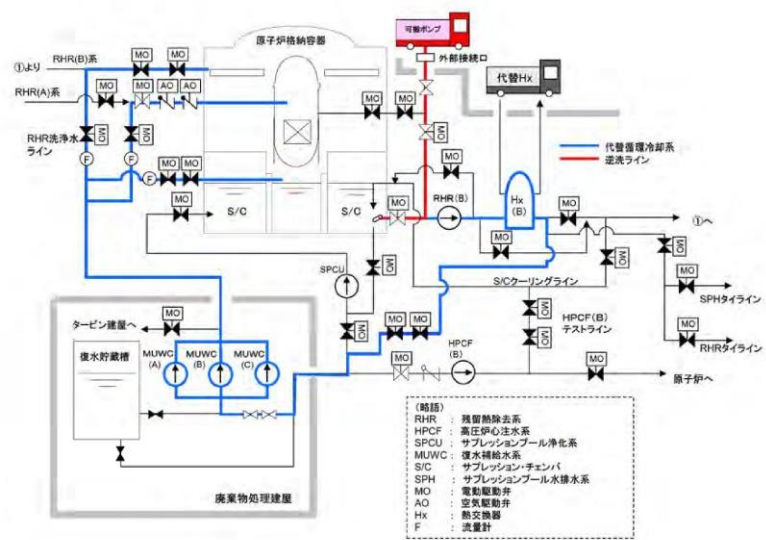 可搬ポンプ
原子炉格納容器
外部接続口
代替Hx
①より
RHR(B)系
MO
MO
RHR(A)系
MO
MO
AO
AO
MO
MO
MO
RHR洗浄水
ライン
MO
MO
代替循環冷却系
逆洗ライン
F
F
F
MO
MO
MO
MO
S/C
S/C
MO
RHR(B)
Hx
(B)
MO
①へ
MO
MO
MO
SPCU
MO
S/Cクーリングライン
MO
SPHタイライン
MO
MO
MO
MO
HPCF(B)
テストライン
MO
MO
RHRタイライン
タービン建屋へ
MO
MO
HPCF
(B)
MO
原子炉へ
復水貯蔵槽
MUWC
(A)
MUWC
(B)
MUWC
(C)
廃棄物処理建屋
(略語)
RHR : 残留熱除去系
HPCF : 高圧炉心注水系
SPCU : サプレッションプール浄化系
MUWC : 復水補給水系
S/C : サプレッション・チェンバ
SPH : サプレッションプール水排水系
MO : 電動駆動弁
AO : 空気駆動弁
Hx : 熱交換器
F : 流量計